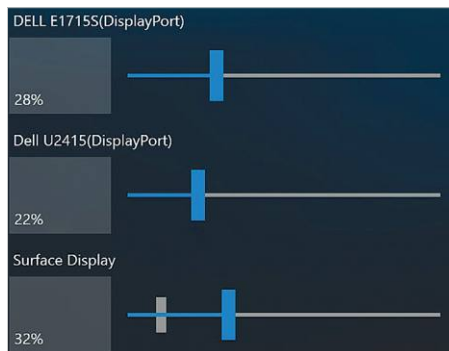 DELL E1715S(DisplayPort)
28%
Dell U2415(DisplayPort)
22%
Surface Display
32%